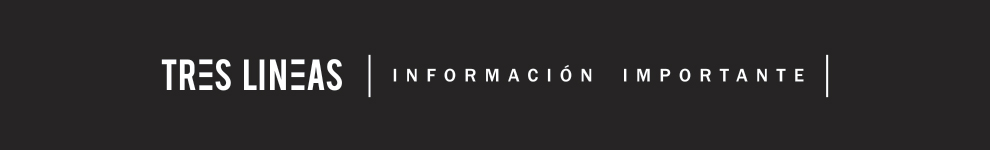 TRES LINEAS | INFORMACIÓN IMPORTANTE |